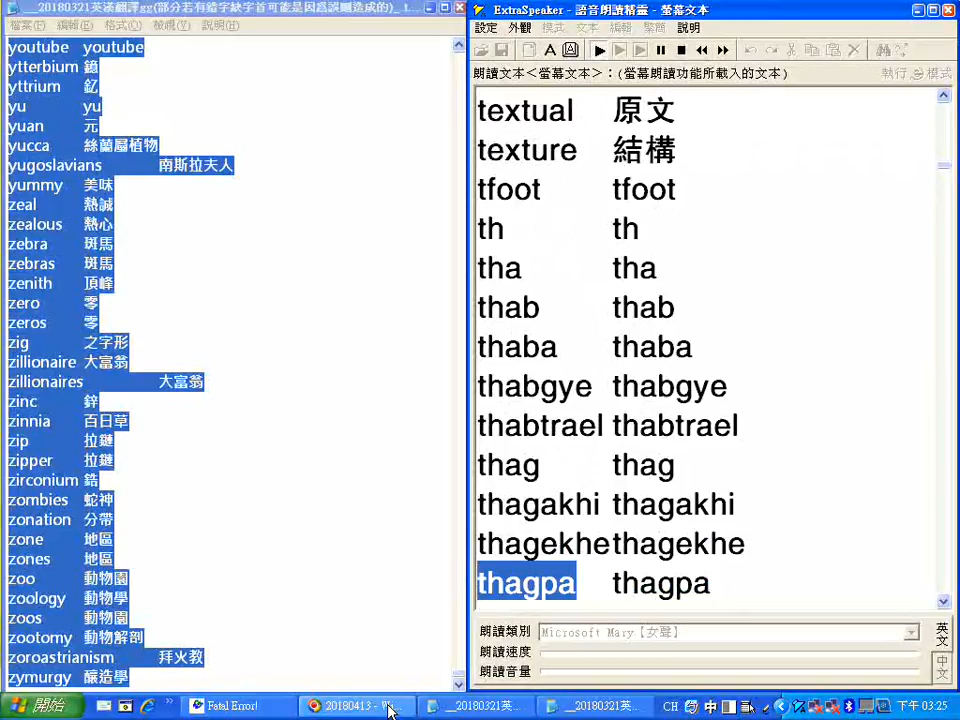 20180321英漢翻譯gg(部分若有錯字缺字首可能是因為誤聽造成的)
檔案(F) 編輯(E) 格式(O) 檢視(V) 說明(H)
youtube youtube
ytterbium 鐿
yttrium 釔
yu yu
yuan 元
yucca 絲蘭屬植物
yugoslavians 南斯拉夫人
yummy 美味
zeal 熱誠
zealous 熱心
zebra 斑馬
zebras 斑馬
zenith 頂峰
zero 零
zeros 零
zig 之字形
zillionaire 大富翁
zillionaires 大富翁
zinc 鋅
zinnia 百日草
zip 拉鏈
zipper 拉鏈
zirconium 鋯
zombies 蛇神
zonation 分帶
zone 地區
zones 地區
zoo 動物園
zoology 動物學
zoos 動物園
zootomy 動物解剖
zoroastrianism 拜火教
zymurgy 釀造學
ExtraSpeaker - 語音朗讀精靈 - 螢幕文本
設定 外觀 模式 文本 編輯 繁簡 說明
朗讀文本<螢幕文本>：(螢幕朗讀功能所載入的文本) 執行 模式
textual 原文
texture 結構
tfoot tfoot
th th
tha tha
thab thab
thaba thaba
thabgye thabgye
thabtrael thabtrael
thag thag
thagakhi thagakhi
thagekhe thagekhe
thagpa thagpa
朗讀類別 Microsoft Mary【女聲】
朗讀速度
朗讀音量
英文
中文
開始 Fatal Error! 20180413 - W... __20180321英... __20180321英... CH 中 下午 03:25